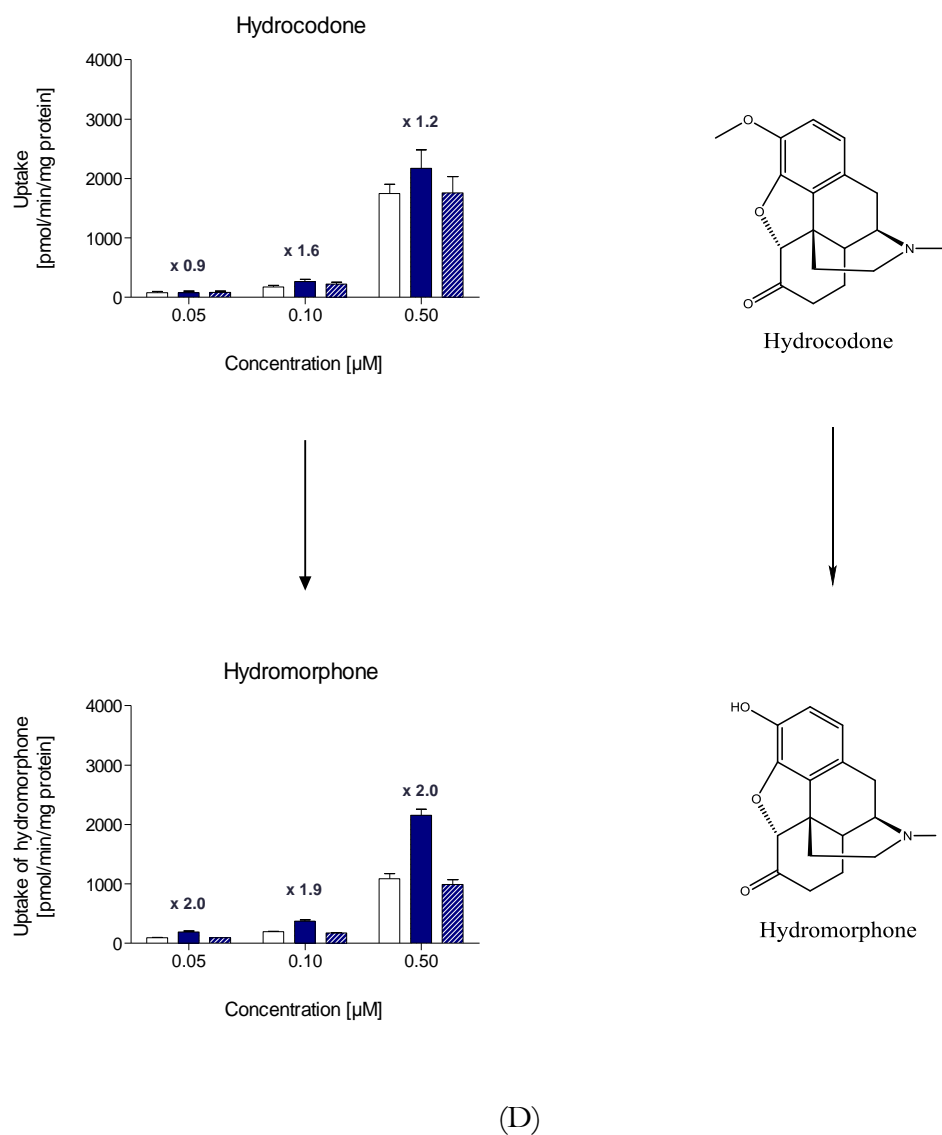 Hydrocodone
Uptake
[pmol/min/mg protein]
4000
3000
2000
1000
0
x 0.9
x 1.6
x 1.2
0.05
0.10
0.50
Concentration [µM]
O
O
N
O
Hydrocodone
Hydromorphone
Uptake of hydromorphone
[pmol/min/mg protein]
4000
3000
2000
1000
0
x 2.0
x 1.9
x 2.0
0.05
0.10
0.50
Concentration [µM]
HO
O
N
O
Hydromorphone
(D)